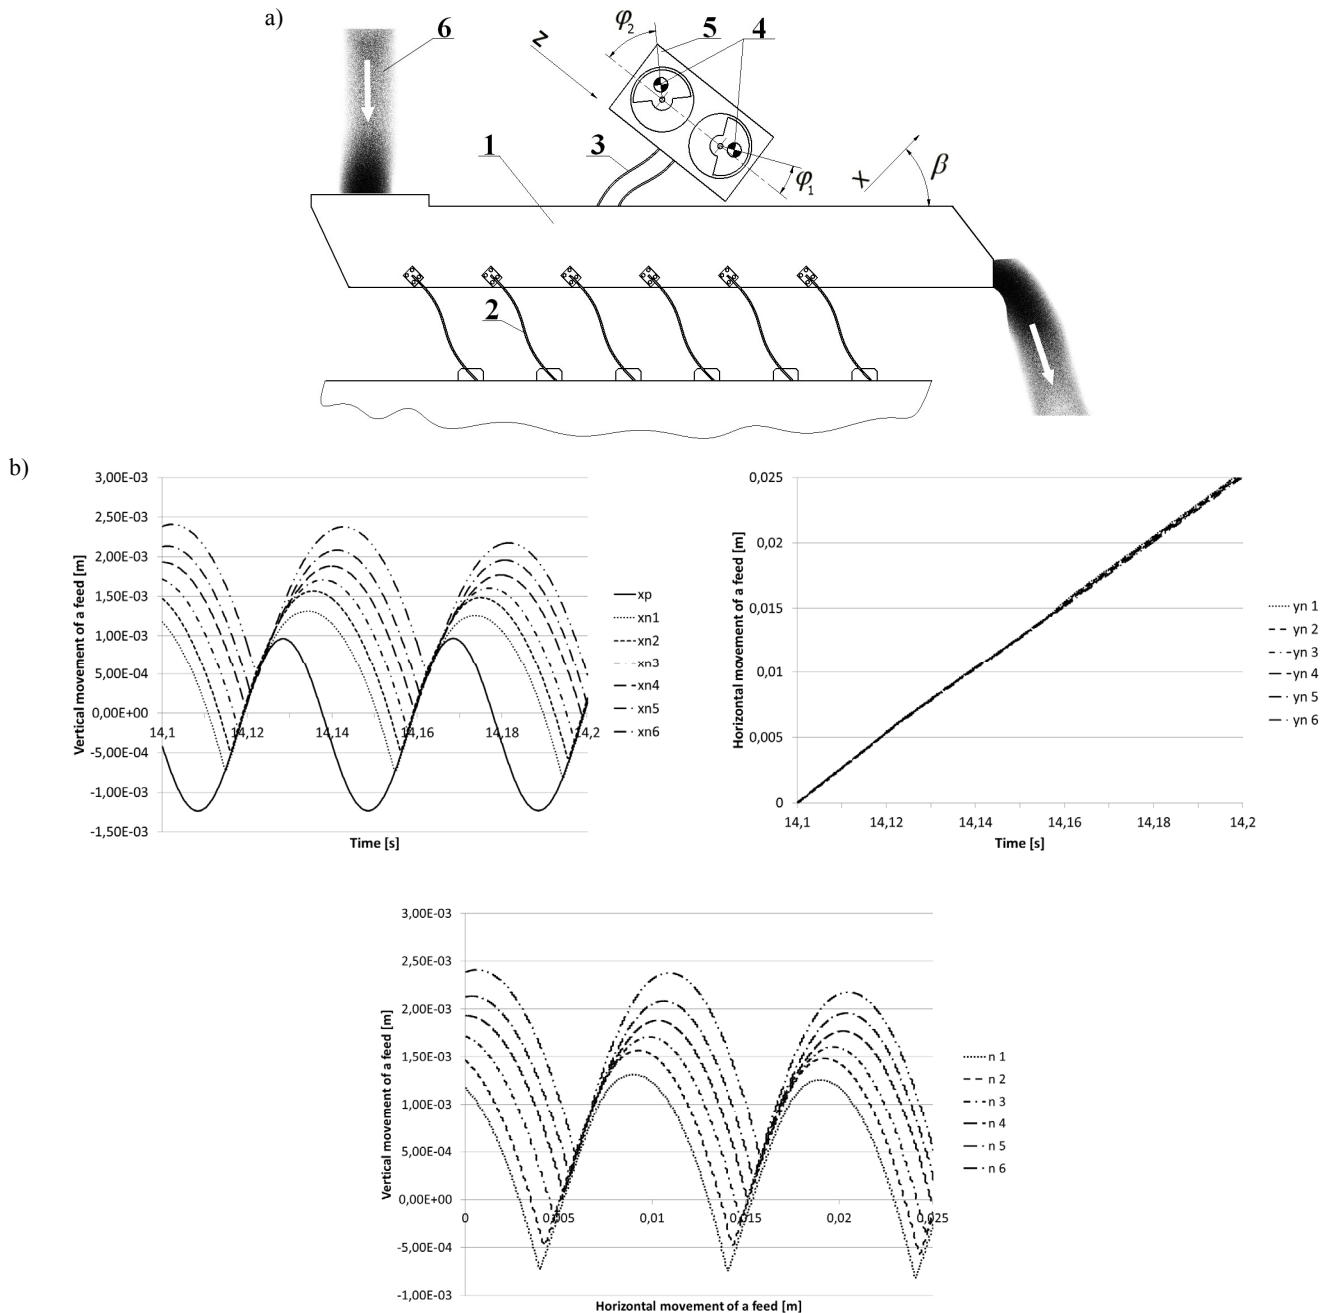 a)
6
φ2
5
4
z
3
1
x
β
φ1
2
b)
3,00E-03
2,50E-03
2,00E-03
1,50E-03
1,00E-03
5,00E-04
0,00E+00
-5,00E-04
-1,00E-03
-1,50E-03
Vertical movement of a feed [m]
14,1
14,12
14,14
14,16
14,18
14,2
Time [s]
xp
xn1
xn2
xn3
xn4
xn5
xn6
0,025
0,02
0,015
0,01
0,005
0
Horizontal movement of a feed [m]
14,1
14,12
14,14
14,16
14,18
14,2
Time [s]
yn 1
yn 2
yn 3
yn 4
yn 5
yn 6
3,00E-03
2,50E-03
2,00E-03
1,50E-03
1,00E-03
5,00E-04
0,00E+00
-5,00E-04
-1,00E-03
Vertical movement of a feed [m]
0
0,005
0,01
0,015
0,02
0,025
Horizontal movement of a feed [m]
n 1
n 2
n 3
n 4
n 5
n 6